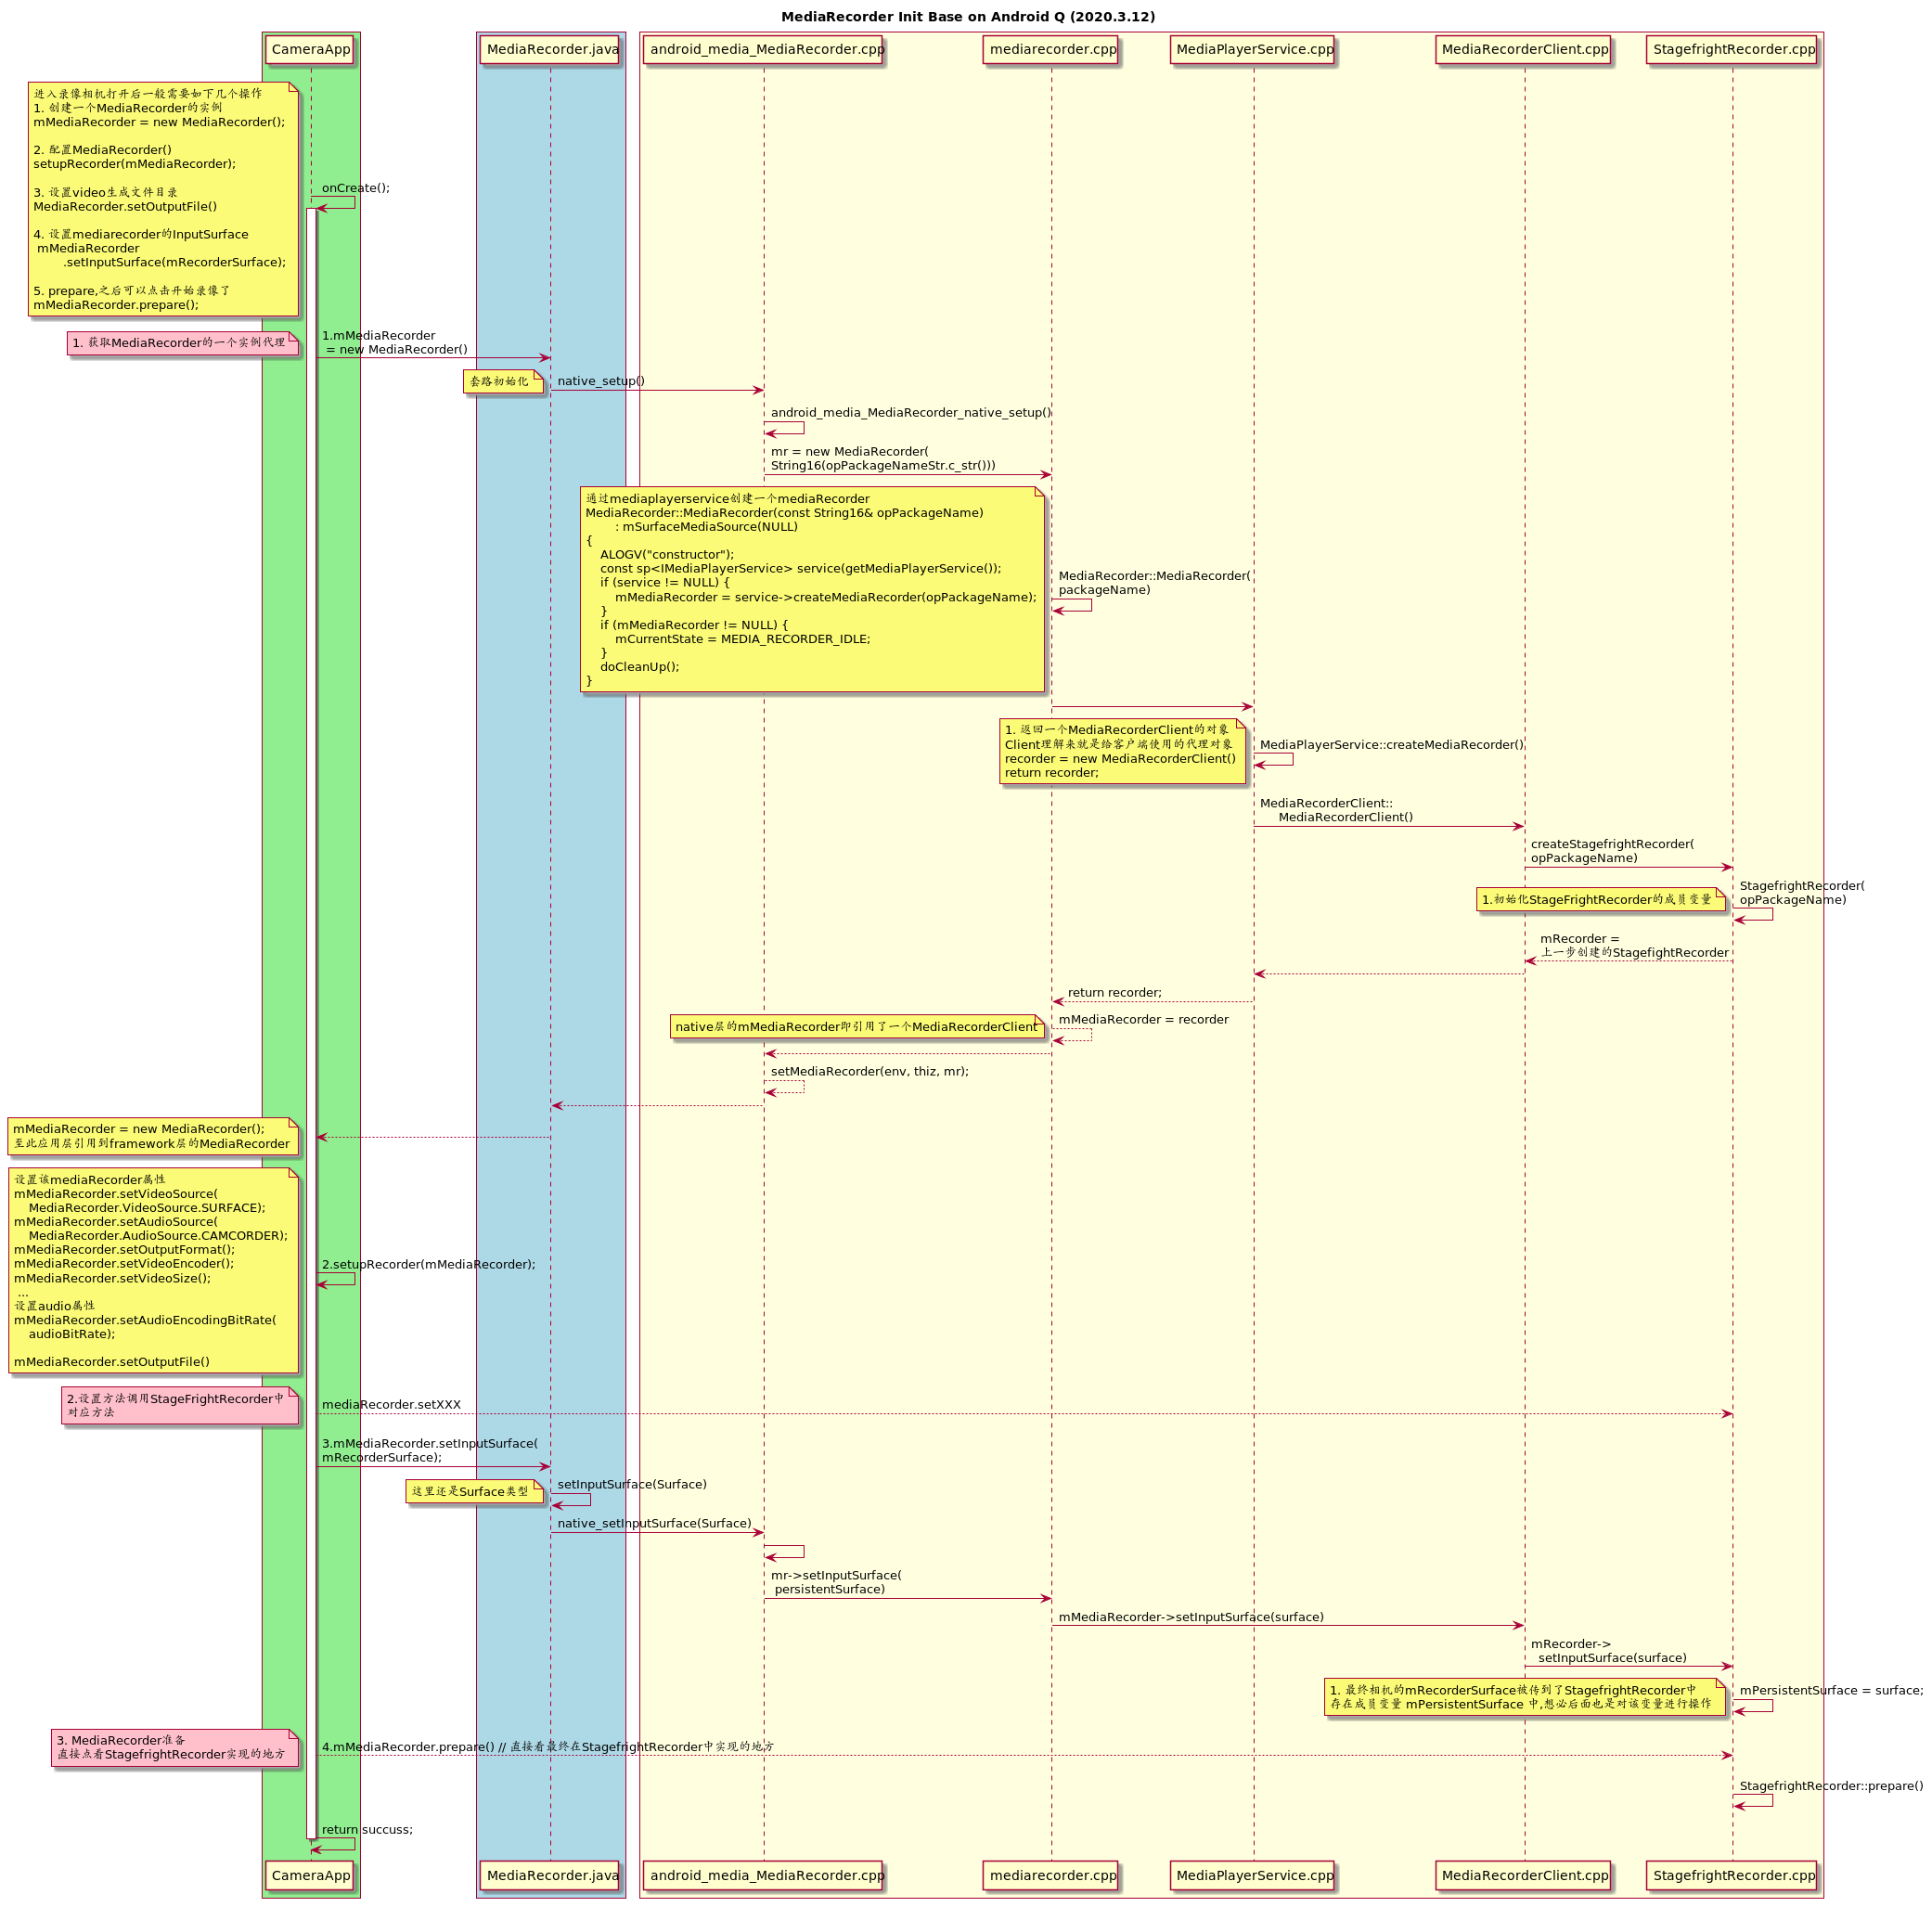 MediaRecorder Init Base on Android Q (2020.3.12)
CameraApp
MediaRecorder.java
android_media_MediaRecorder.cpp
mediarecorder.cpp
MediaPlayerService.cpp
MediaRecorderClient.cpp
StagefrightRecorder.cpp
进入录像相机打开后一般需要如下几个操作
1. 创建一个MediaRecorder的实例
mMediaRecorder = new MediaRecorder();
2. 配置MediaRecorder()
setupRecorder(mMediaRecorder);
3. 设置video生成文件目录
MediaRecorder.setOutputFile()
4. 设置mediarecorder的InputSurface
mMediaRecorder
.setInputSurface(mRecorderSurface);
5. prepare,之后可以点击开始录像了
mMediaRecorder.prepare();
onCreate();
1. 获取MediaRecorder的一个实例代理
1.mMediaRecorder
= new MediaRecorder()
套路初始化
native_setup()
android_media_MediaRecorder_native_setup()
mr = new MediaRecorder(
String16(opPackageNameStr.c_str()))
通过mediaplayerservice创建一个mediaRecorder
MediaRecorder::MediaRecorder(const String16& opPackageName)
: mSurfaceMediaSource(NULL)
{
ALOGV("constructor");
const sp<IMediaPlayerService> service(getMediaPlayerService());
if (service != NULL) {
mMediaRecorder = service->createMediaRecorder(opPackageName);
}
if (mMediaRecorder != NULL) {
mCurrentState = MEDIA_RECORDER_IDLE;
}
doCleanUp();
}
MediaRecorder::MediaRecorder(
packageName)
1. 返回一个MediaRecorderClient的对象
Client理解来就是给客户端使用的代理对象
recorder = new MediaRecorderClient()
return recorder;
MediaPlayerService::createMediaRecorder()
MediaRecorderClient::
MediaRecorderClient()
createStagefrightRecorder(
opPackageName)
1.初始化StageFrightRecorder的成员变量
StagefrightRecorder(
opPackageName)
mRecorder =
上一步创建的StagefightRecorder
return recorder;
native层的mMediaRecorder即引用了一个MediaRecorderClient
mMediaRecorder = recorder
setMediaRecorder(env, thiz, mr);
mMediaRecorder = new MediaRecorder();
至此应用层引用到framework层的MediaRecorder
设置该mediaRecorder属性
mMediaRecorder.setVideoSource(
MediaRecorder.VideoSource.SURFACE);
mMediaRecorder.setAudioSource(
MediaRecorder.AudioSource.CAMCORDER);
mMediaRecorder.setOutputFormat();
mMediaRecorder.setVideoEncoder();
mMediaRecorder.setVideoSize();
...
设置audio属性
mMediaRecorder.setAudioEncodingBitRate(
audioBitRate);
mMediaRecorder.setOutputFile()
2.setupRecorder(mMediaRecorder);
2.设置方法调用StageFrightRecorder中
对应方法
mediaRecorder.setXXX
3.mMediaRecorder.setInputSurface(
mRecorderSurface);
这里还是Surface类型
setInputSurface(Surface)
native_setInputSurface(Surface)
mr->setInputSurface(
persistentSurface)
mMediaRecorder->setInputSurface(surface)
mRecorder->
setInputSurface(surface)
1. 最终相机的mRecorderSurface被传到了StagefrightRecorder中
存在成员变量 mPersistentSurface 中,想必后面也是对该变量进行操作
mPersistentSurface = surface;
3. MediaRecorder准备
直接点看StagefrightRecorder实现的地方
4.mMediaRecorder.prepare() // 直接看最终在StagefrightRecorder中实现的地方
StagefrightRecorder::prepare()
return succuss;
CameraApp
MediaRecorder.java
android_media_MediaRecorder.cpp
mediarecorder.cpp
MediaPlayerService.cpp
MediaRecorderClient.cpp
StagefrightRecorder.cpp